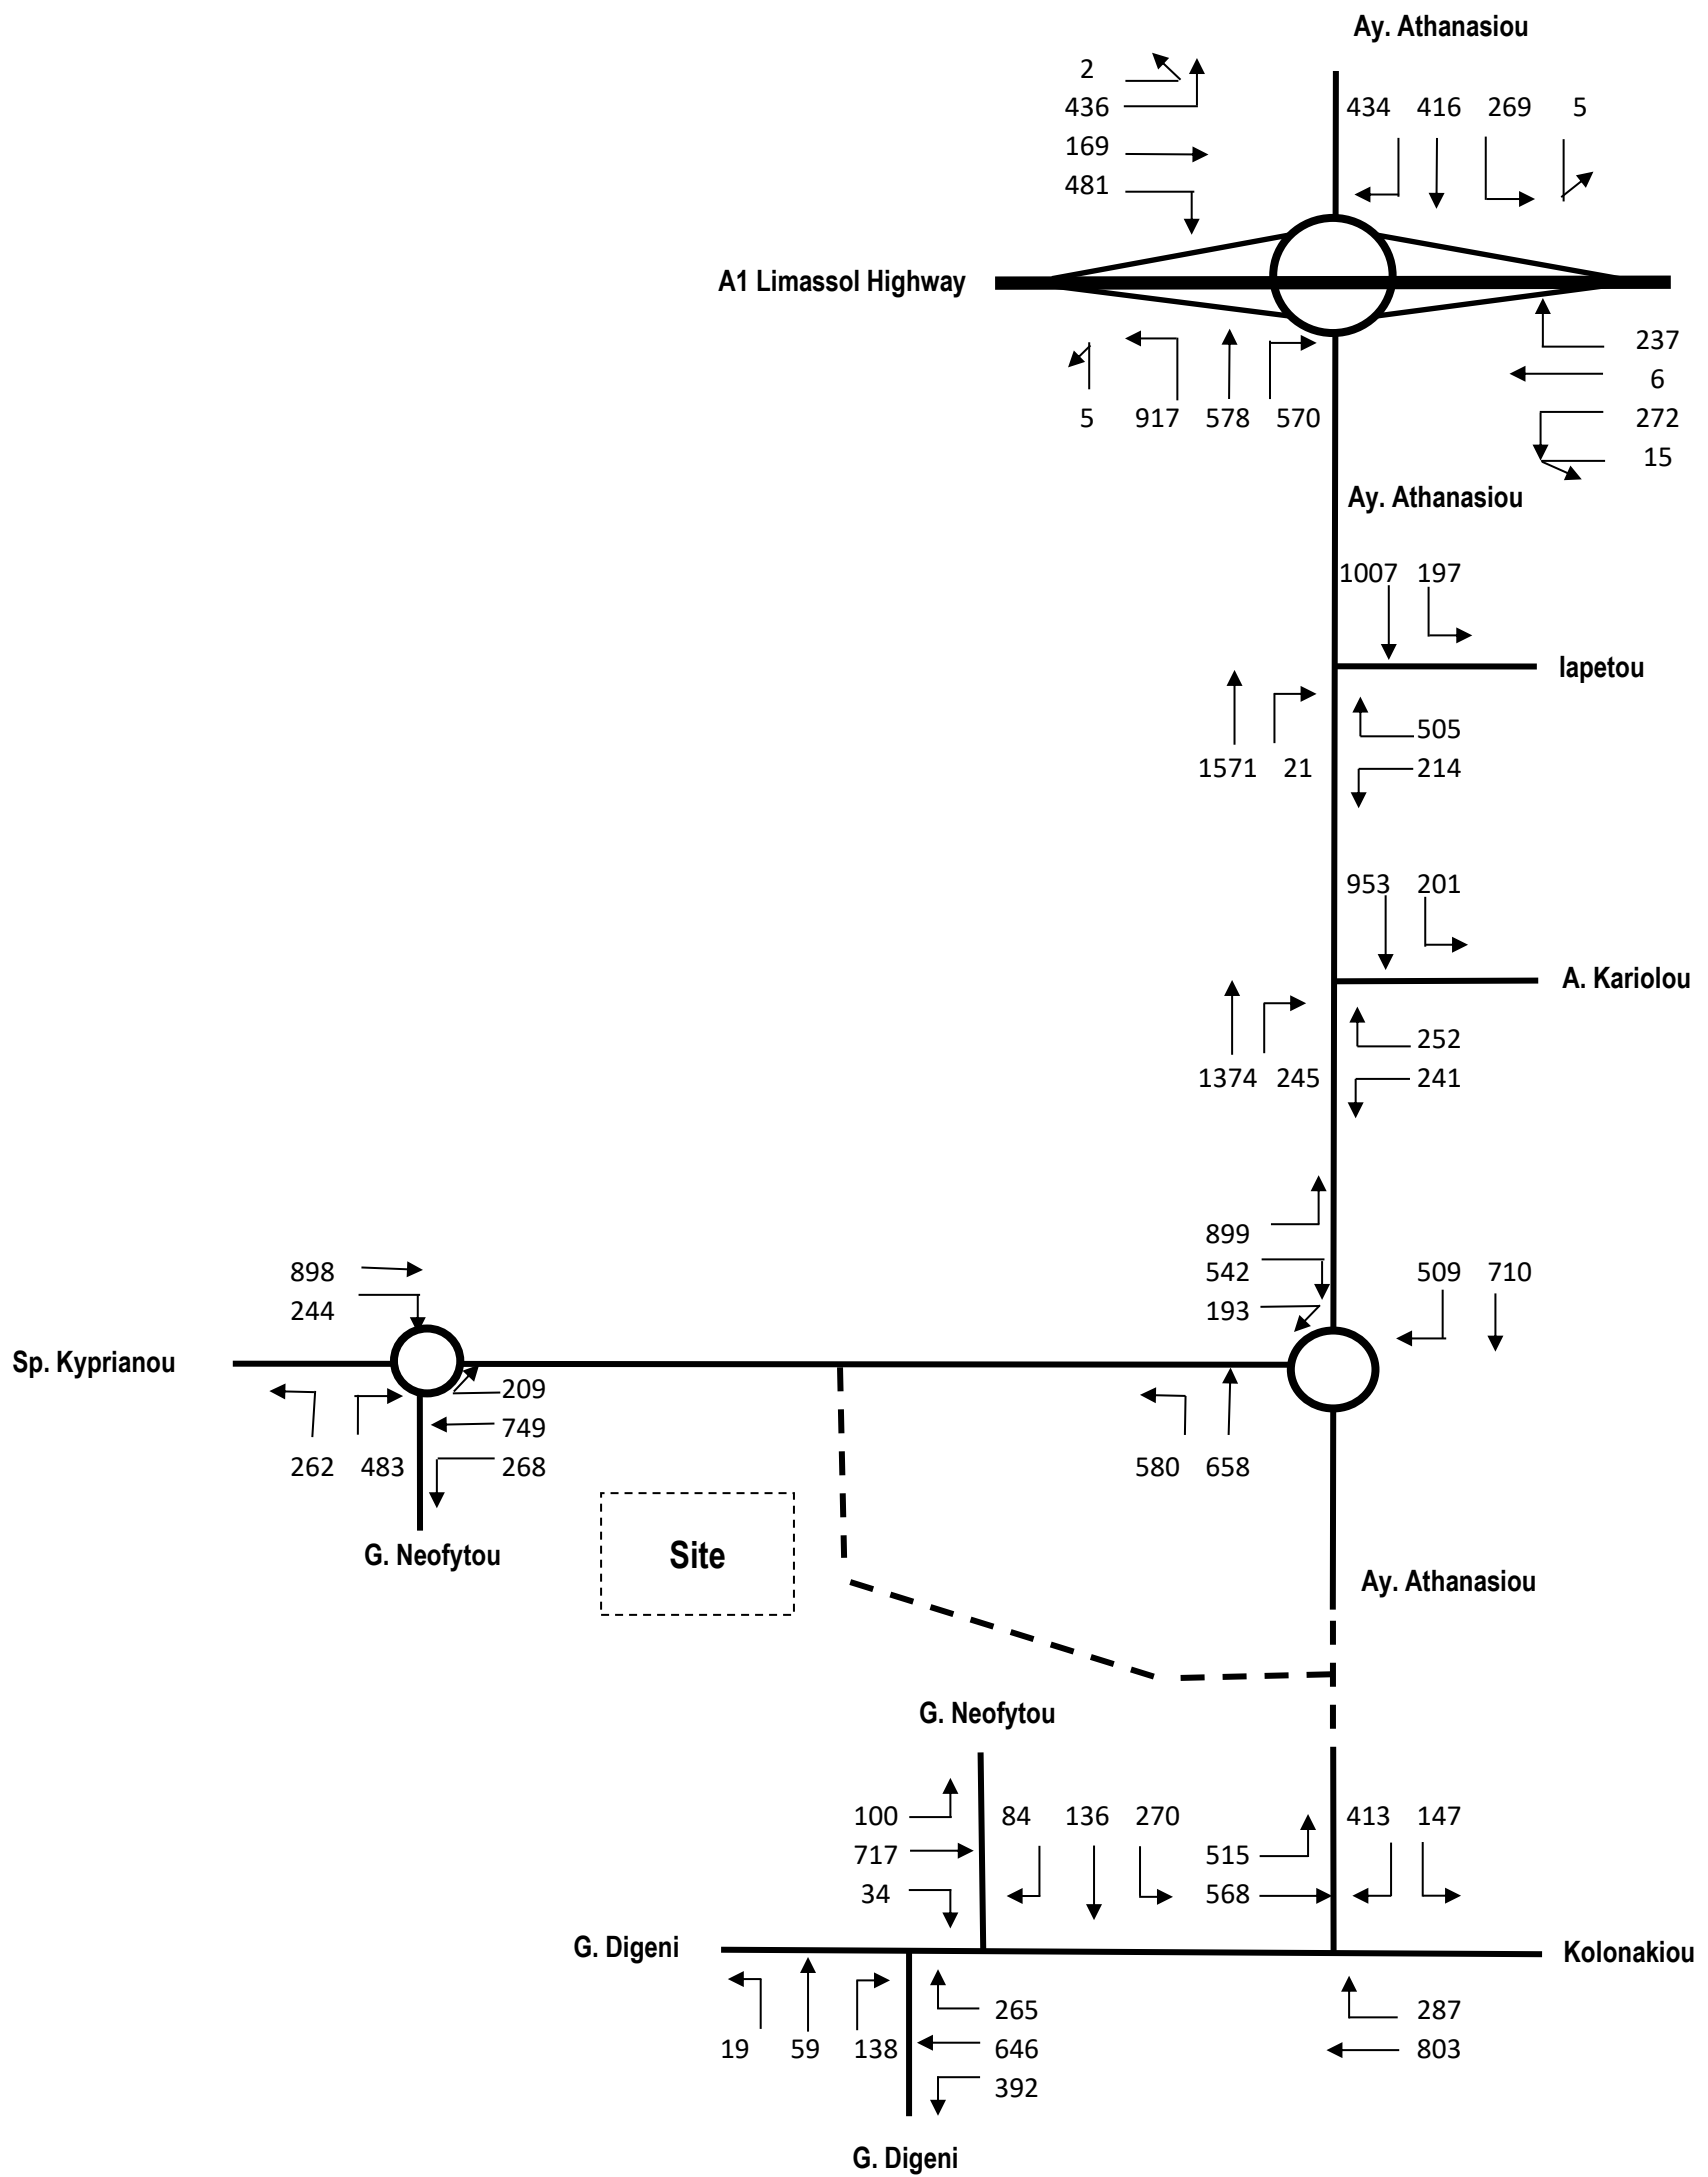 Ay. Athanasiou
2
436
169
481
434 416 269 5
A1 Limassol Highway
237
6
272
15
5 917 578 570
Ay. Athanasiou
1007 197
Iapetou
505
214
1571 21
953 201
A. Kariolou
252
241
1374 245
899
542
193
509 710
898
244
Sp. Kyprianou
209
749
268
262 483
580 658
G. Neofytou
Site
Ay. Athanasiou
G. Neofytou
100
717
34
84 136 270
515
568
413 147
G. Digeni
Kolonakiou
265
646
392
19 59 138
287
803
G. Digeni